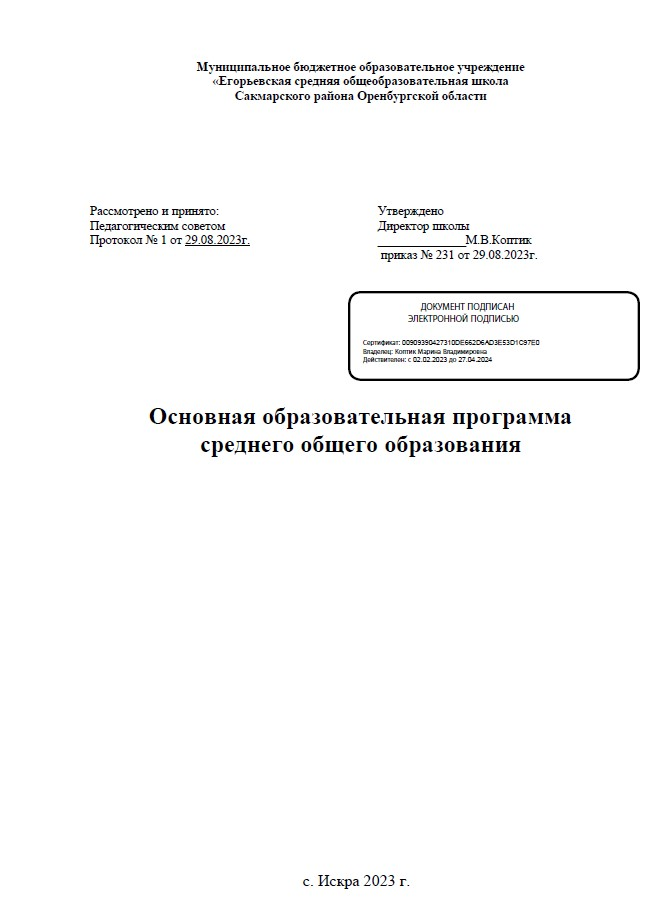 Муниципальное бюджетное образовательное учреждение
«Егорьевская средняя общеобразовательная школа
Сакмарского района Оренбургской области
Рассмотрено и принято:
Педагогическим советом
Протокол № 1 от 29.08.2023г.
Утверждено
Директор школы
______________М.В.Коптик
приказ № 231 от 29.08.2023г.
ДОКУМЕНТ ПОДПИСАН
ЭЛЕКТРОННОЙ ПОДПИСЬЮ
Сертификат: 00909390427310DE662D6AD3E53D1C97E0
Владелец: Коптик Марина Владимировна
Действителен: с 02.02.2023 до 27.04.2024
Основная образовательная программа
среднего общего образования
с. Искра 2023 г.